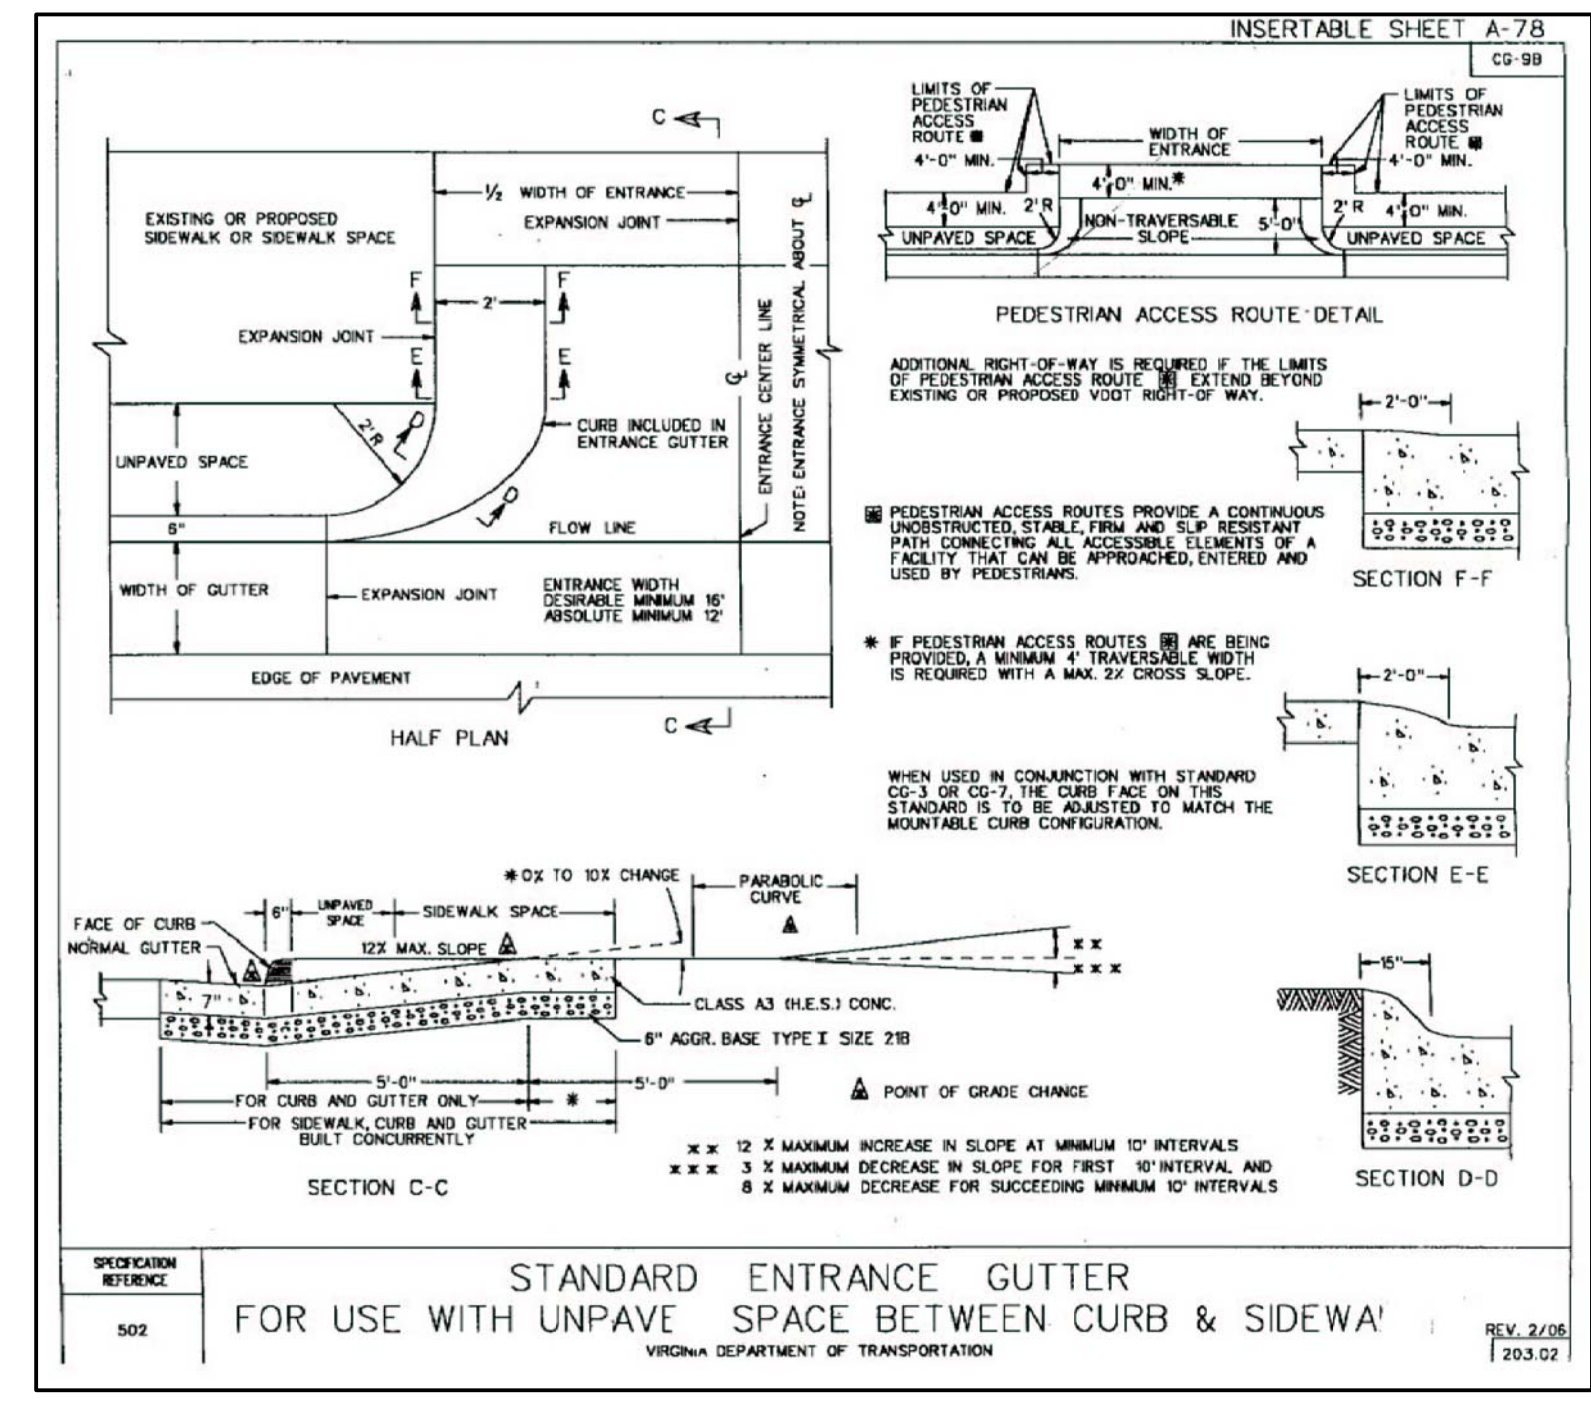 INSERTABLE SHEET A-78
CG-9B
C
½ WIDTH OF ENTRANCE
EXPANSION JOINT
EXISTING OR PROPOSED
SIDEWALK OR SIDEWALK SPACE
F
F
2'
EXPANSION JOINT
E
E
2'R
D
CURB INCLUDED IN
ENTRANCE GUTTER
UNPAVED SPACE
D
6"
FLOW LINE
WIDTH OF GUTTER
EXPANSION JOINT
ENTRANCE WIDTH
DESIRABLE MINIMUM 16'
ABSOLUTE MINIMUM 12'
ENTRANCE CENTER LINE
℄
NOTE: ENTRANCE SYMMETRICAL ABOUT ℄
EDGE OF PAVEMENT
HALF PLAN
C
LIMITS OF
PEDESTRIAN
ACCESS
ROUTE
4'-0" MIN.
WIDTH OF
ENTRANCE
LIMITS OF
PEDESTRIAN
ACCESS
ROUTE
4'-0" MIN.
4'-0" MIN.*
4'-0" MIN.
2'R
NON-TRAVERSABLE
SLOPE
5'-0"
2'R
4'-0" MIN.
UNPAVED SPACE
UNPAVED SPACE
PEDESTRIAN ACCESS ROUTE DETAIL
ADDITIONAL RIGHT-OF-WAY IS REQUIRED IF THE LIMITS
OF PEDESTRIAN ACCESS ROUTE ⊠ EXTEND BEYOND
EXISTING OR PROPOSED VDOT RIGHT-OF WAY.
⊠ PEDESTRIAN ACCESS ROUTES PROVIDE A CONTINUOUS
UNOBSTRUCTED, STABLE, FIRM AND SLIP RESISTANT
PATH CONNECTING ALL ACCESSIBLE ELEMENTS OF A
FACILITY THAT CAN BE APPROACHED, ENTERED AND
USED BY PEDESTRIANS.
* IF PEDESTRIAN ACCESS ROUTES ⊠ ARE BEING
PROVIDED, A MINIMUM 4' TRAVERSABLE WIDTH
IS REQUIRED WITH A MAX. 2% CROSS SLOPE.
WHEN USED IN CONJUNCTION WITH STANDARD
CG-3 OR CG-7, THE CURB FACE ON THIS
STANDARD IS TO BE ADJUSTED TO MATCH THE
MOUNTABLE CURB CONFIGURATION.
2'-0"
SECTION F-F
2'-0"
SECTION E-E
15"
SECTION D-D
* 0% TO 10% CHANGE
PARABOLIC
CURVE
6"
UNPAVED
SPACE
SIDEWALK SPACE
FACE OF CURB
NORMAL GUTTER
12% MAX. SLOPE
* *
* * *
7"
CLASS A3 (H.E.S.) CONC.
6" AGGR. BASE TYPE I SIZE 21B
5'-0"
5'-0"
FOR CURB AND GUTTER ONLY
*
FOR SIDEWALK, CURB AND GUTTER
BUILT CONCURRENTLY
SECTION C-C
POINT OF GRADE CHANGE
* * 12 % MAXIMUM INCREASE IN SLOPE AT MINIMUM 10' INTERVALS
* * * 3 % MAXIMUM DECREASE IN SLOPE FOR FIRST 10' INTERVAL AND
8 % MAXIMUM DECREASE FOR SUCCEEDING MINIMUM 10' INTERVALS
SPECIFICATION
REFERENCE
502
STANDARD ENTRANCE GUTTER
FOR USE WITH UNPAVE SPACE BETWEEN CURB & SIDEWA
VIRGINIA DEPARTMENT OF TRANSPORTATION
REV. 2/06
203.02